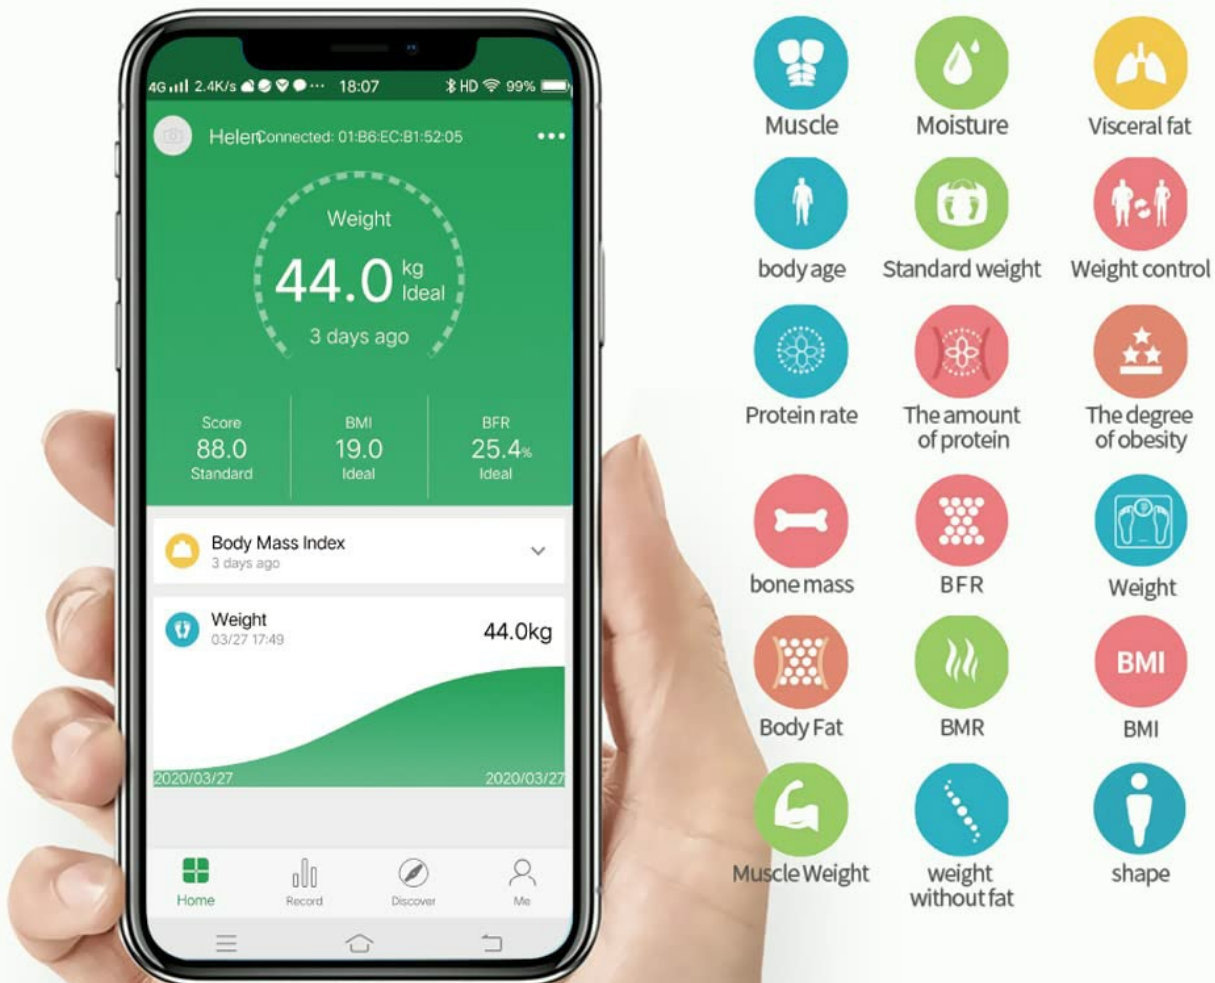 4G 2.4K/s ··· 18:07 HD 99%
Helen Connected: 01:B6:EC:B1:52:05
Weight
44.0 kg
Ideal
3 days ago
Score
88.0
Standard
BMI
19.0
Ideal
BFR
25.4%
Ideal
Body Mass Index
3 days ago
Weight
03/27 17:49
44.0kg
2020/03/27
2020/03/27
Home
Record
Discover
Me
Muscle
Moisture
Visceral fat
body age
Standard weight
Weight control
Protein rate
The amount
of protein
The degree
of obesity
bone mass
BFR
Weight
Body Fat
BMR
BMI
BMI
Muscle Weight
weight
without fat
shape